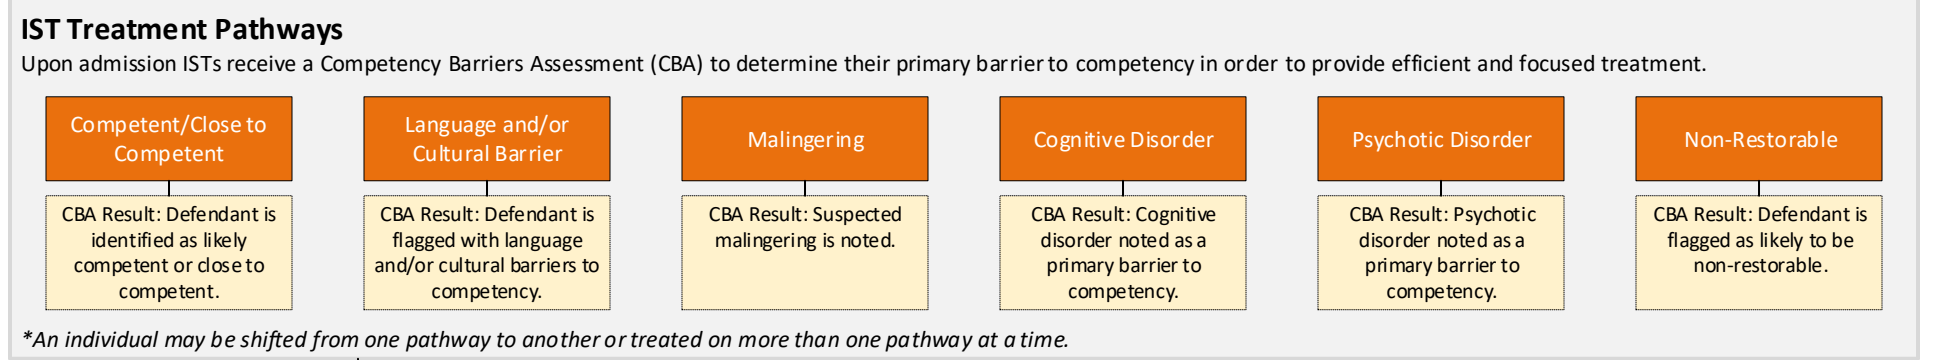 IST Treatment Pathways
Upon admission ISTs receive a Competency Barriers Assessment (CBA) to determine their primary barrier to competency in order to provide efficient and focused treatment.
Competent/Close to
Competent
CBA Result: Defendant is
identified as likely
competent or close to
competent.
Language and/or
Cultural Barrier
CBA Result: Defendant is
flagged with language
and/or cultural barriers to
competency.
Malingering
CBA Result: Suspected
malingering is noted.
Cognitive Disorder
CBA Result: Cognitive
disorder noted as a
primary barrier to
competency.
Psychotic Disorder
CBA Result: Psychotic
disorder noted as a
primary barrier to
competency.
Non-Restorable
CBA Result: Defendant is
flagged as likely to be
non-restorable.
*An individual may be shifted from one pathway to another or treated on more than one pathway at a time.